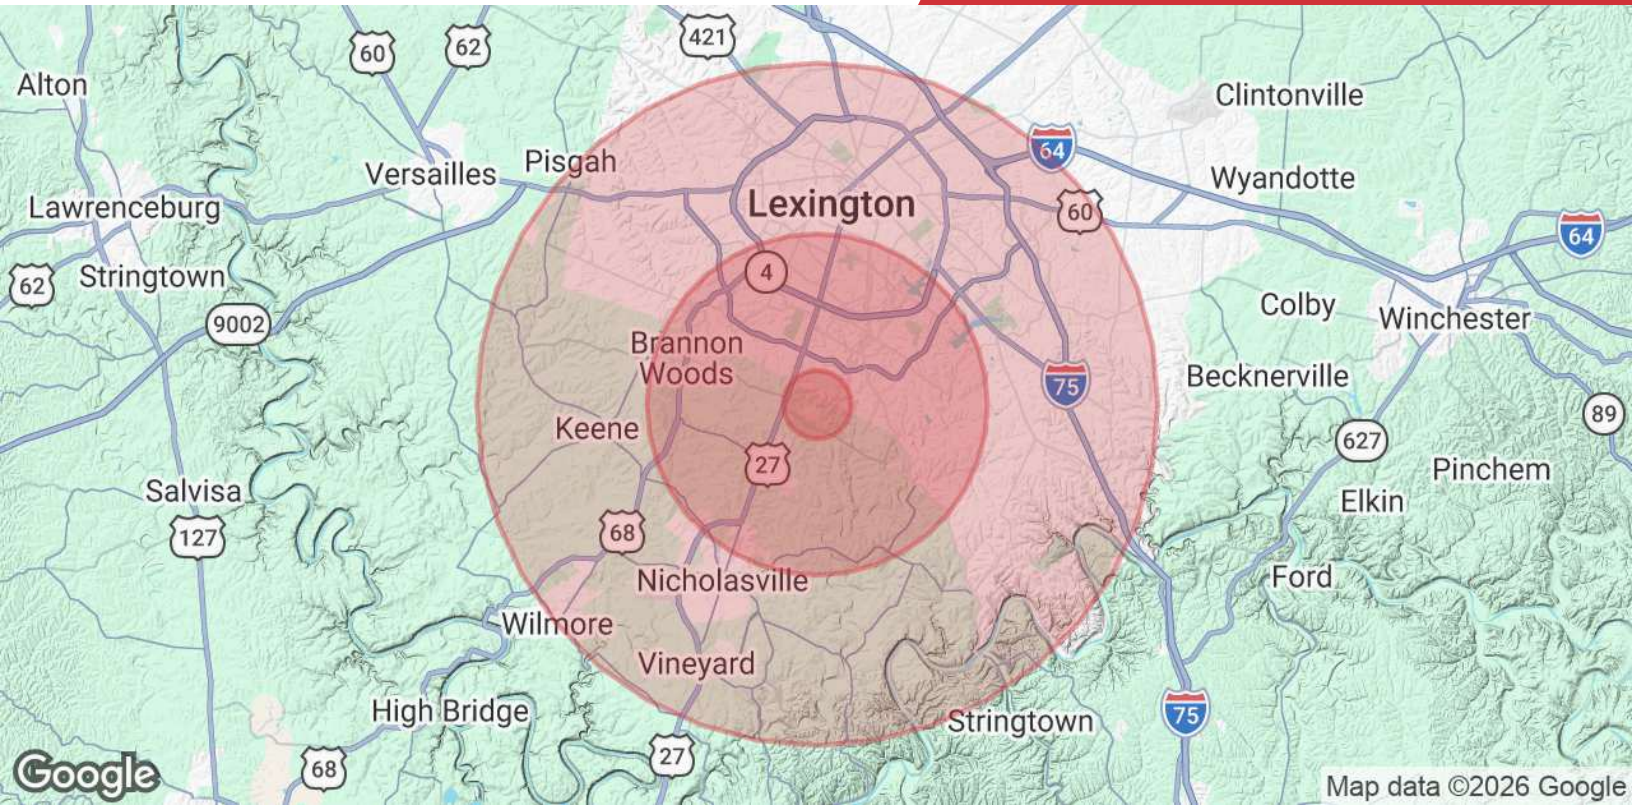 60
62
421
Alton
Clintonville
64
Pisgah
Versailles
Wyandotte
Lexington
Lawrenceburg
60
64
4
Stringtown
62
Colby
9002
Winchester
Brannon
Woods
75
Becknerville
89
Keene
627
27
Pinchem
Salvisa
Elkin
68
127
Nicholasville
Ford
Wilmore
Vineyard
High Bridge
Stringtown
75
27
68
Google
Map data ©2026 Google